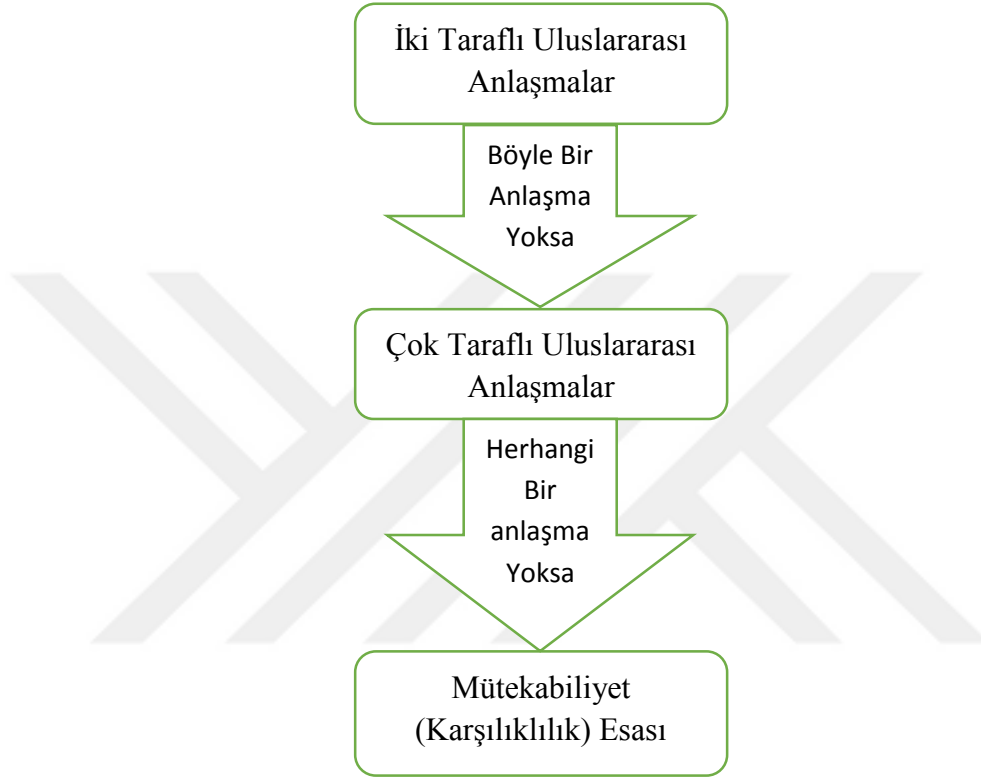 İki Taraflı Uluslararası
Anlaşmalar
Böyle Bir
Anlaşma
Yoksa
Çok Taraflı Uluslararası
Anlaşmalar
Herhangi
Bir
anlaşma
Yoksa
Mütekabiliyet
(Karşılıklılık) Esası